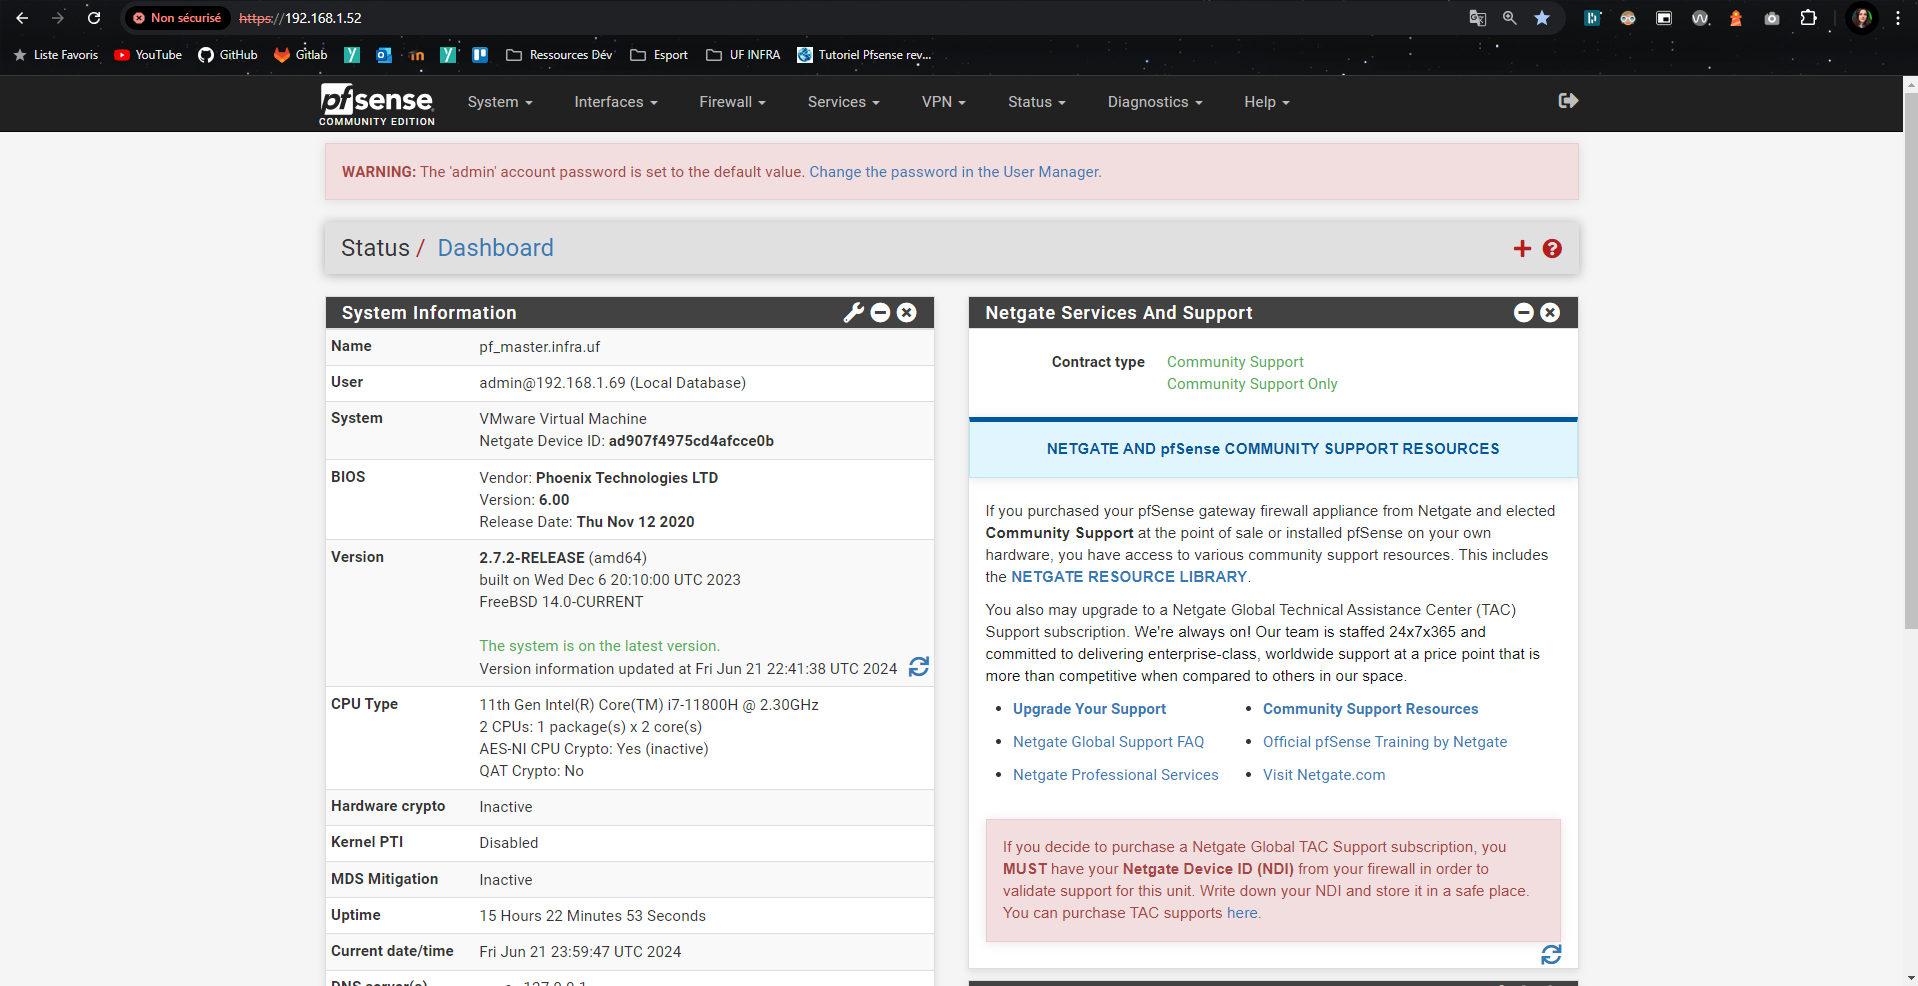 Non sécurisé
https://192.168.1.52
Liste Favoris
YouTube
GitHub
Gitlab
Ressources Dév
Esport
UF INFRA
Tutoriel Pfsense rev...
pfsense
COMMUNITY EDITION
System
Interfaces
Firewall
Services
VPN
Status
Diagnostics
Help
WARNING: The 'admin' account password is set to the default value. Change the password in the User Manager.
Status / Dashboard
System Information
Name pf_master.infra.uf
User admin@192.168.1.69 (Local Database)
System VMware Virtual Machine
Netgate Device ID: ad907f4975cd4afcce0b
BIOS Vendor: Phoenix Technologies LTD
Version: 6.00
Release Date: Thu Nov 12 2020
Version 2.7.2-RELEASE (amd64)
built on Wed Dec 6 20:10:00 UTC 2023
FreeBSD 14.0-CURRENT
The system is on the latest version.
Version information updated at Fri Jun 21 22:41:38 UTC 2024
CPU Type 11th Gen Intel(R) Core(TM) i7-11800H @ 2.30GHz
2 CPUs: 1 package(s) x 2 core(s)
AES-NI CPU Crypto: Yes (inactive)
QAT Crypto: No
Hardware crypto Inactive
Kernel PTI Disabled
MDS Mitigation Inactive
Uptime 15 Hours 22 Minutes 53 Seconds
Current date/time Fri Jun 21 23:59:47 UTC 2024
DNS server(s) 127.0.0.1
Netgate Services And Support
Contract type Community Support
Community Support Only
NETGATE AND pfSense COMMUNITY SUPPORT RESOURCES
If you purchased your pfSense gateway firewall appliance from Netgate and elected
Community Support at the point of sale or installed pfSense on your own
hardware, you have access to various community support resources. This includes
the NETGATE RESOURCE LIBRARY.
You also may upgrade to a Netgate Global Technical Assistance Center (TAC)
Support subscription. We're always on! Our team is staffed 24x7x365 and
committed to delivering enterprise-class, worldwide support at a price point that is
more than competitive when compared to others in our space.
Upgrade Your Support
Community Support Resources
Netgate Global Support FAQ
Official pfSense Training by Netgate
Netgate Professional Services
Visit Netgate.com
If you decide to purchase a Netgate Global TAC Support subscription, you
MUST have your Netgate Device ID (NDI) from your firewall in order to
validate support for this unit. Write down your NDI and store it in a safe place.
You can purchase TAC supports here.